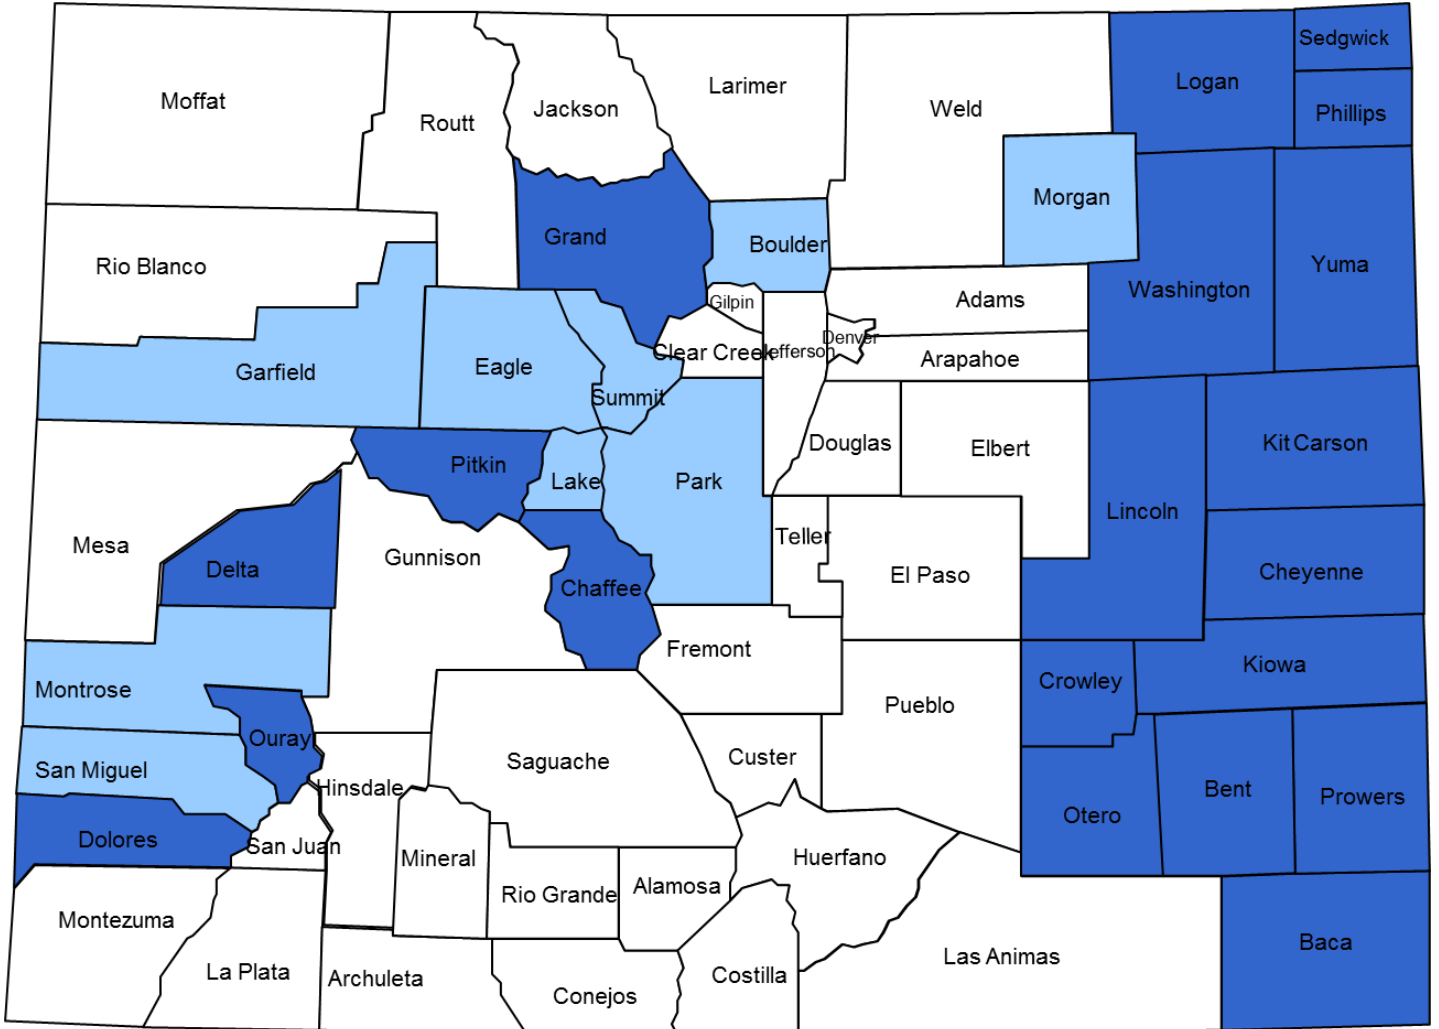 Sedgwick
Logan
Larimer
Moffat
Jackson
Weld
Phillips
Routt
Morgan
Grand
Boulder
Rio Blanco
Yuma
Washington
Adams
Gilpin
Denver
Clear Creek
Jefferson
Arapahoe
Eagle
Garfield
Summit
Douglas
Kit Carson
Elbert
Pitkin
Lake
Park
Lincoln
Teller
Mesa
Gunnison
Delta
Cheyenne
El Paso
Chaffee
Fremont
Kiowa
Crowley
Montrose
Pueblo
Ouray
Custer
Saguache
San Miguel
Hinsdale
Bent
Prowers
Otero
Dolores
San Juan
Mineral
Huerfano
Alamosa
Rio Grande
Montezuma
Baca
Las Animas
La Plata
Costilla
Archuleta
Conejos